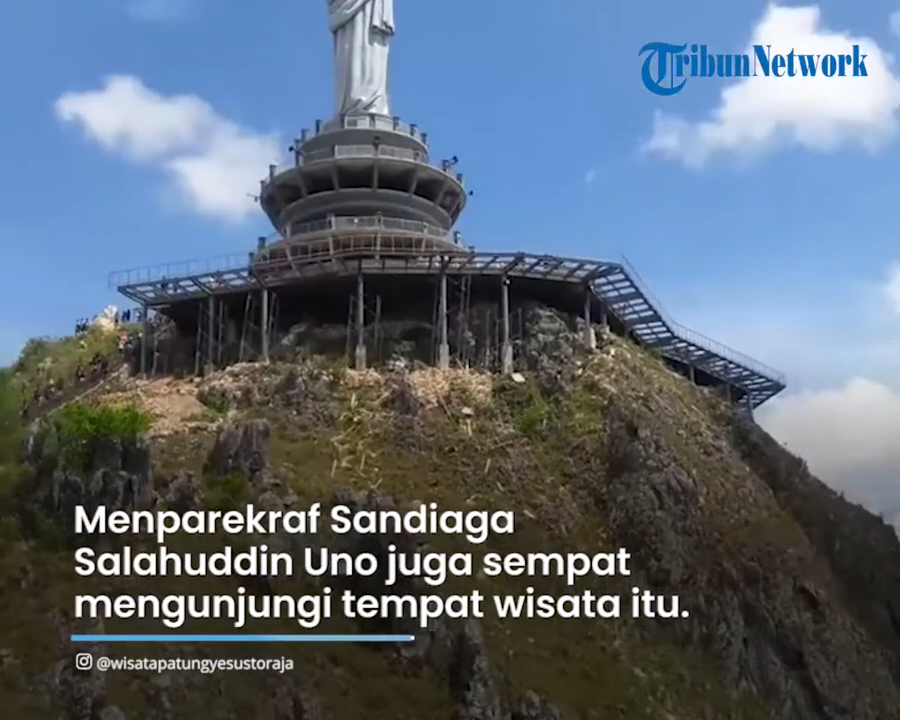 TribunNetwork
Menparekraf Sandiaga
Salahuddin Uno juga sempat
mengunjungi tempat wisata itu.
@wisatapatungyesustoraja